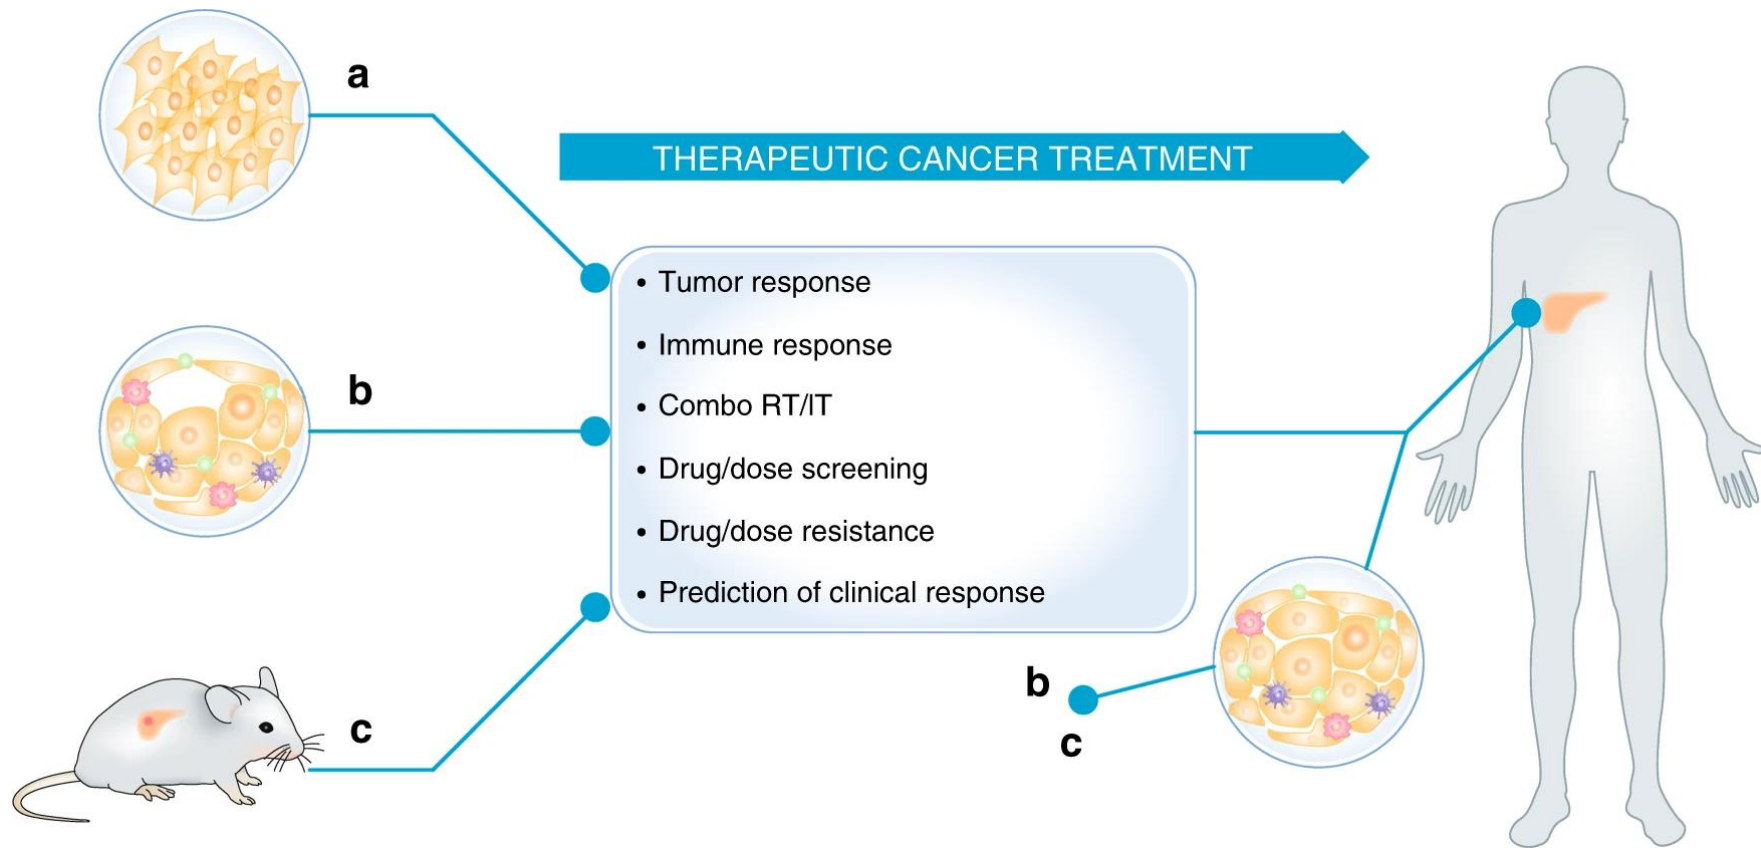 a
THERAPEUTIC CANCER TREATMENT
• Tumor response
• Immune response
b
• Combo RT/IT
• Drug/dose screening
• Drug/dose resistance
• Prediction of clinical response
c
b
c